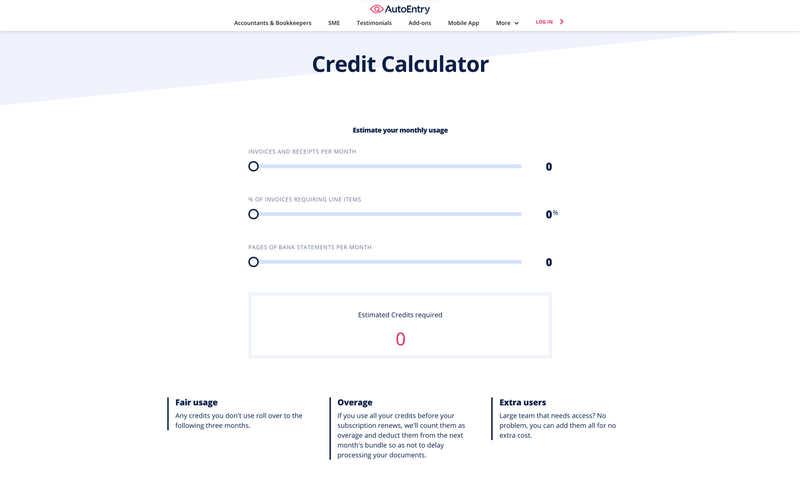 AutoEntry
Accountants & Bookkeepers SME Testimonials Add-ons Mobile App More LOG IN
Credit Calculator
Estimate your monthly usage
INVOICES AND RECEIPTS PER MONTH
0
% OF INVOICES REQUIRING LINE ITEMS
0%
PAGES OF BANK STATEMENTS PER MONTH
0
Estimated Credits required
0
Fair usage
Any credits you don't use roll over to the
following three months.
Overage
If you use all your credits before your
subscription renews, we'll count them as
overage and deduct them from the next
month's bundle so as not to delay
processing your documents.
Extra users
Large team that needs access? No
problem, you can add them all for no
extra cost.